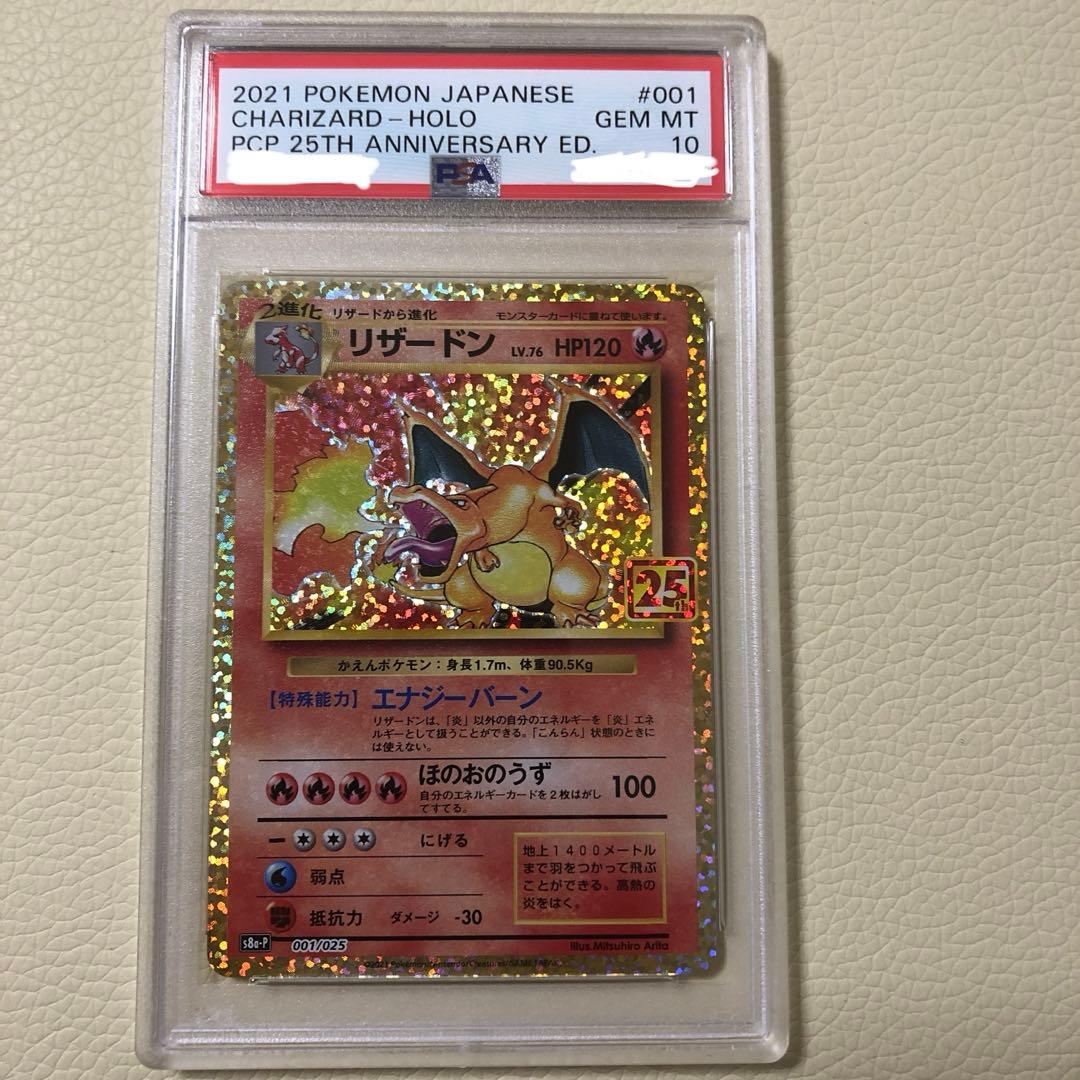 2021 POKEMON JAPANESE #001
CHARIZARD-HOLO GEM MT
PCP 25TH ANNIVERSARY ED. 10
PSA
2進化 リザードから進化 モンスターカードに重ねて使います。
リザードン LV.76 HP120
25th
かえんポケモン：身長1.7m、体重90.5Kg
【特殊能力】エナジーバーン
リザードンは、「炎」以外の自分のエネルギーを「炎」エネ
ルギーとして扱うことができる。「こんらん」状態のときに
は使えない。
ほのおのうず 100
自分のエネルギーカードを2枚はがし
てすてる。
にげる
弱点
抵抗力 ダメージ -30
地上1400メートル
まで羽をつかって飛ぶ
ことができる。高熱の
炎をはく。
s8a-P 001/025 Illus.Mitsuhiro Arita
©2021 Pokémon/Nintendo/Creatures/GAME FREAK